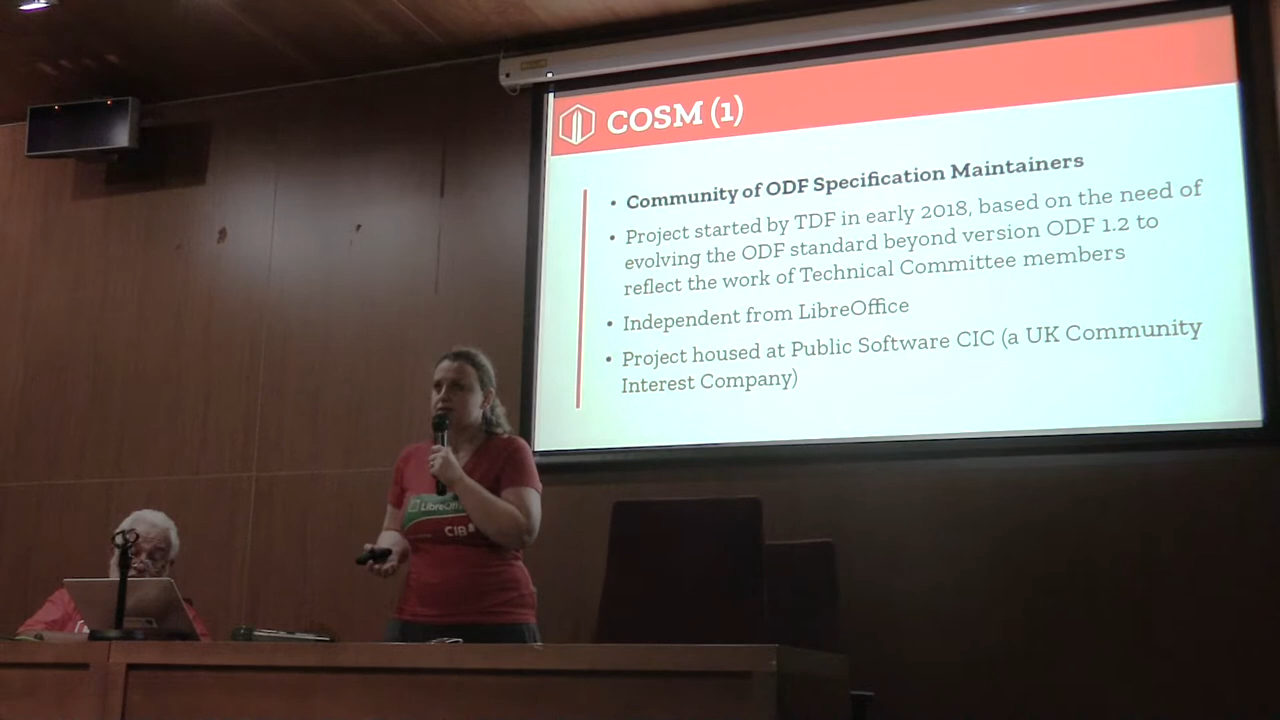 COSM (1)
• Community of ODF Specification Maintainers
• Project started by TDF in early 2018, based on the need of
evolving the ODF standard beyond version ODF 1.2 to
reflect the work of Technical Committee members
• Independent from LibreOffice
• Project housed at Public Software CIC (a UK Community
Interest Company)
LibreOff
CIB